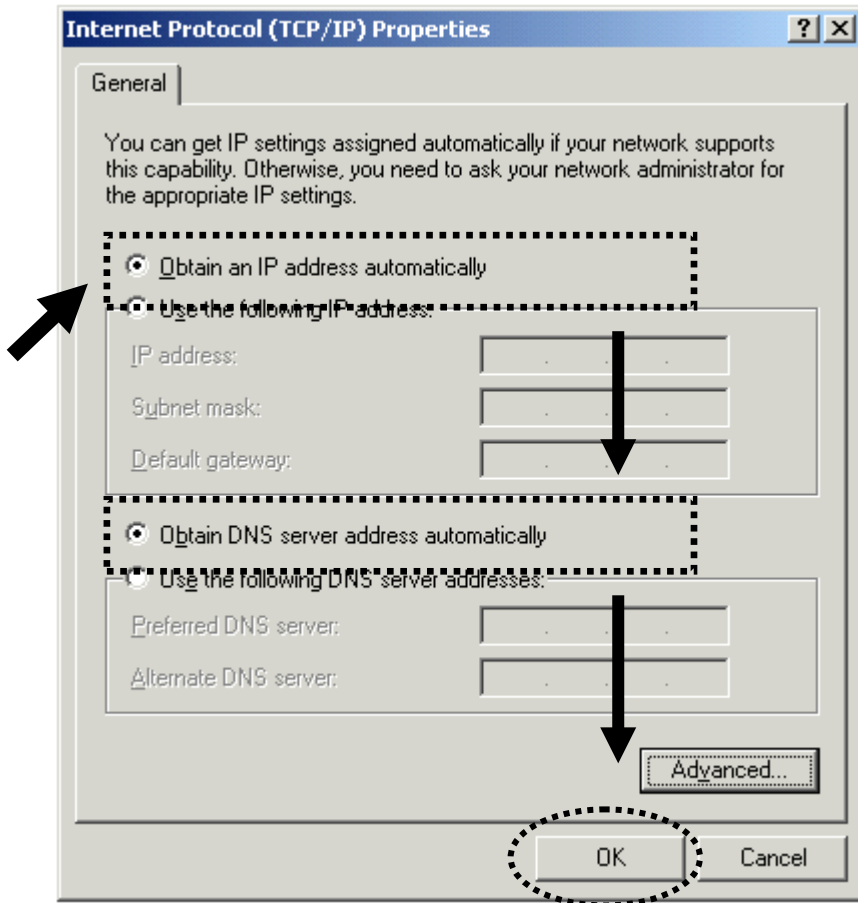 Internet Protocol (TCP/IP) Properties
General
You can get IP settings assigned automatically if your network supports
this capability. Otherwise, you need to ask your network administrator for
the appropriate IP settings.
Obtain an IP address automatically
Use the following IP address:
IP address:
Subnet mask:
Default gateway:
Obtain DNS server address automatically
Use the following DNS server addresses:
Preferred DNS server:
Alternate DNS server:
Advanced...
OK Cancel